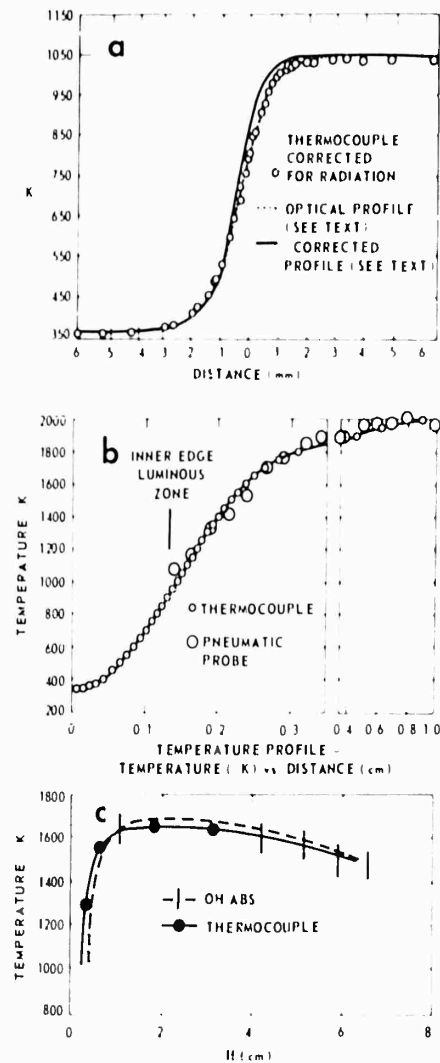 a
1050
1050
850
650
450
350
K
THERMOCOUPLE
CORRECTED
FOR RADIATION
OPTICAL PROFILE
(SEE TEXT)
CORRECTED
PROFILE (SEE TEXT)
6 5 4 3 2 1 0 1 2 3 4 5 6
DISTANCE (mm)
b
2000
1800
1600
1400
1200
1000
800
600
400
200
TEMPERATURE K
INNER EDGE
LUMINOUS
ZONE
THERMOCOUPLE
PNEUMATIC
PROBE
0 0 1 0 2 0 3 0 4 0 6 0 8 1 0
TEMPERATURE PROFILE -
TEMPERATURE ( K) vs DISTANCE (cm)
c
1800
1600
1400
1200
1000
800
TEMPERATURE K
OH ABS
THERMOCOUPLE
0 2 4 6 8
(cm)